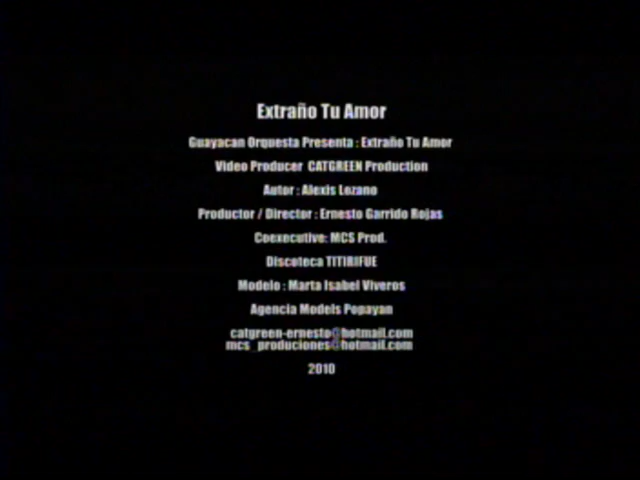 Extraño Tu Amor
Guayacan Orquesta Presenta : Extraño Tu Amor
Video Producer CATGREEN Production
Autor : Alexis Lozano
Productor / Director : Ernesto Garrido Rojas
Coexecutive: MCS Prod.
Discoteca TITIRIFUE
Modelo : Marta Isabel Viveros
Agencia Models Popayan
catgreen-ernesto@hotmail.com
mcs_produciones@hotmail.com
2010